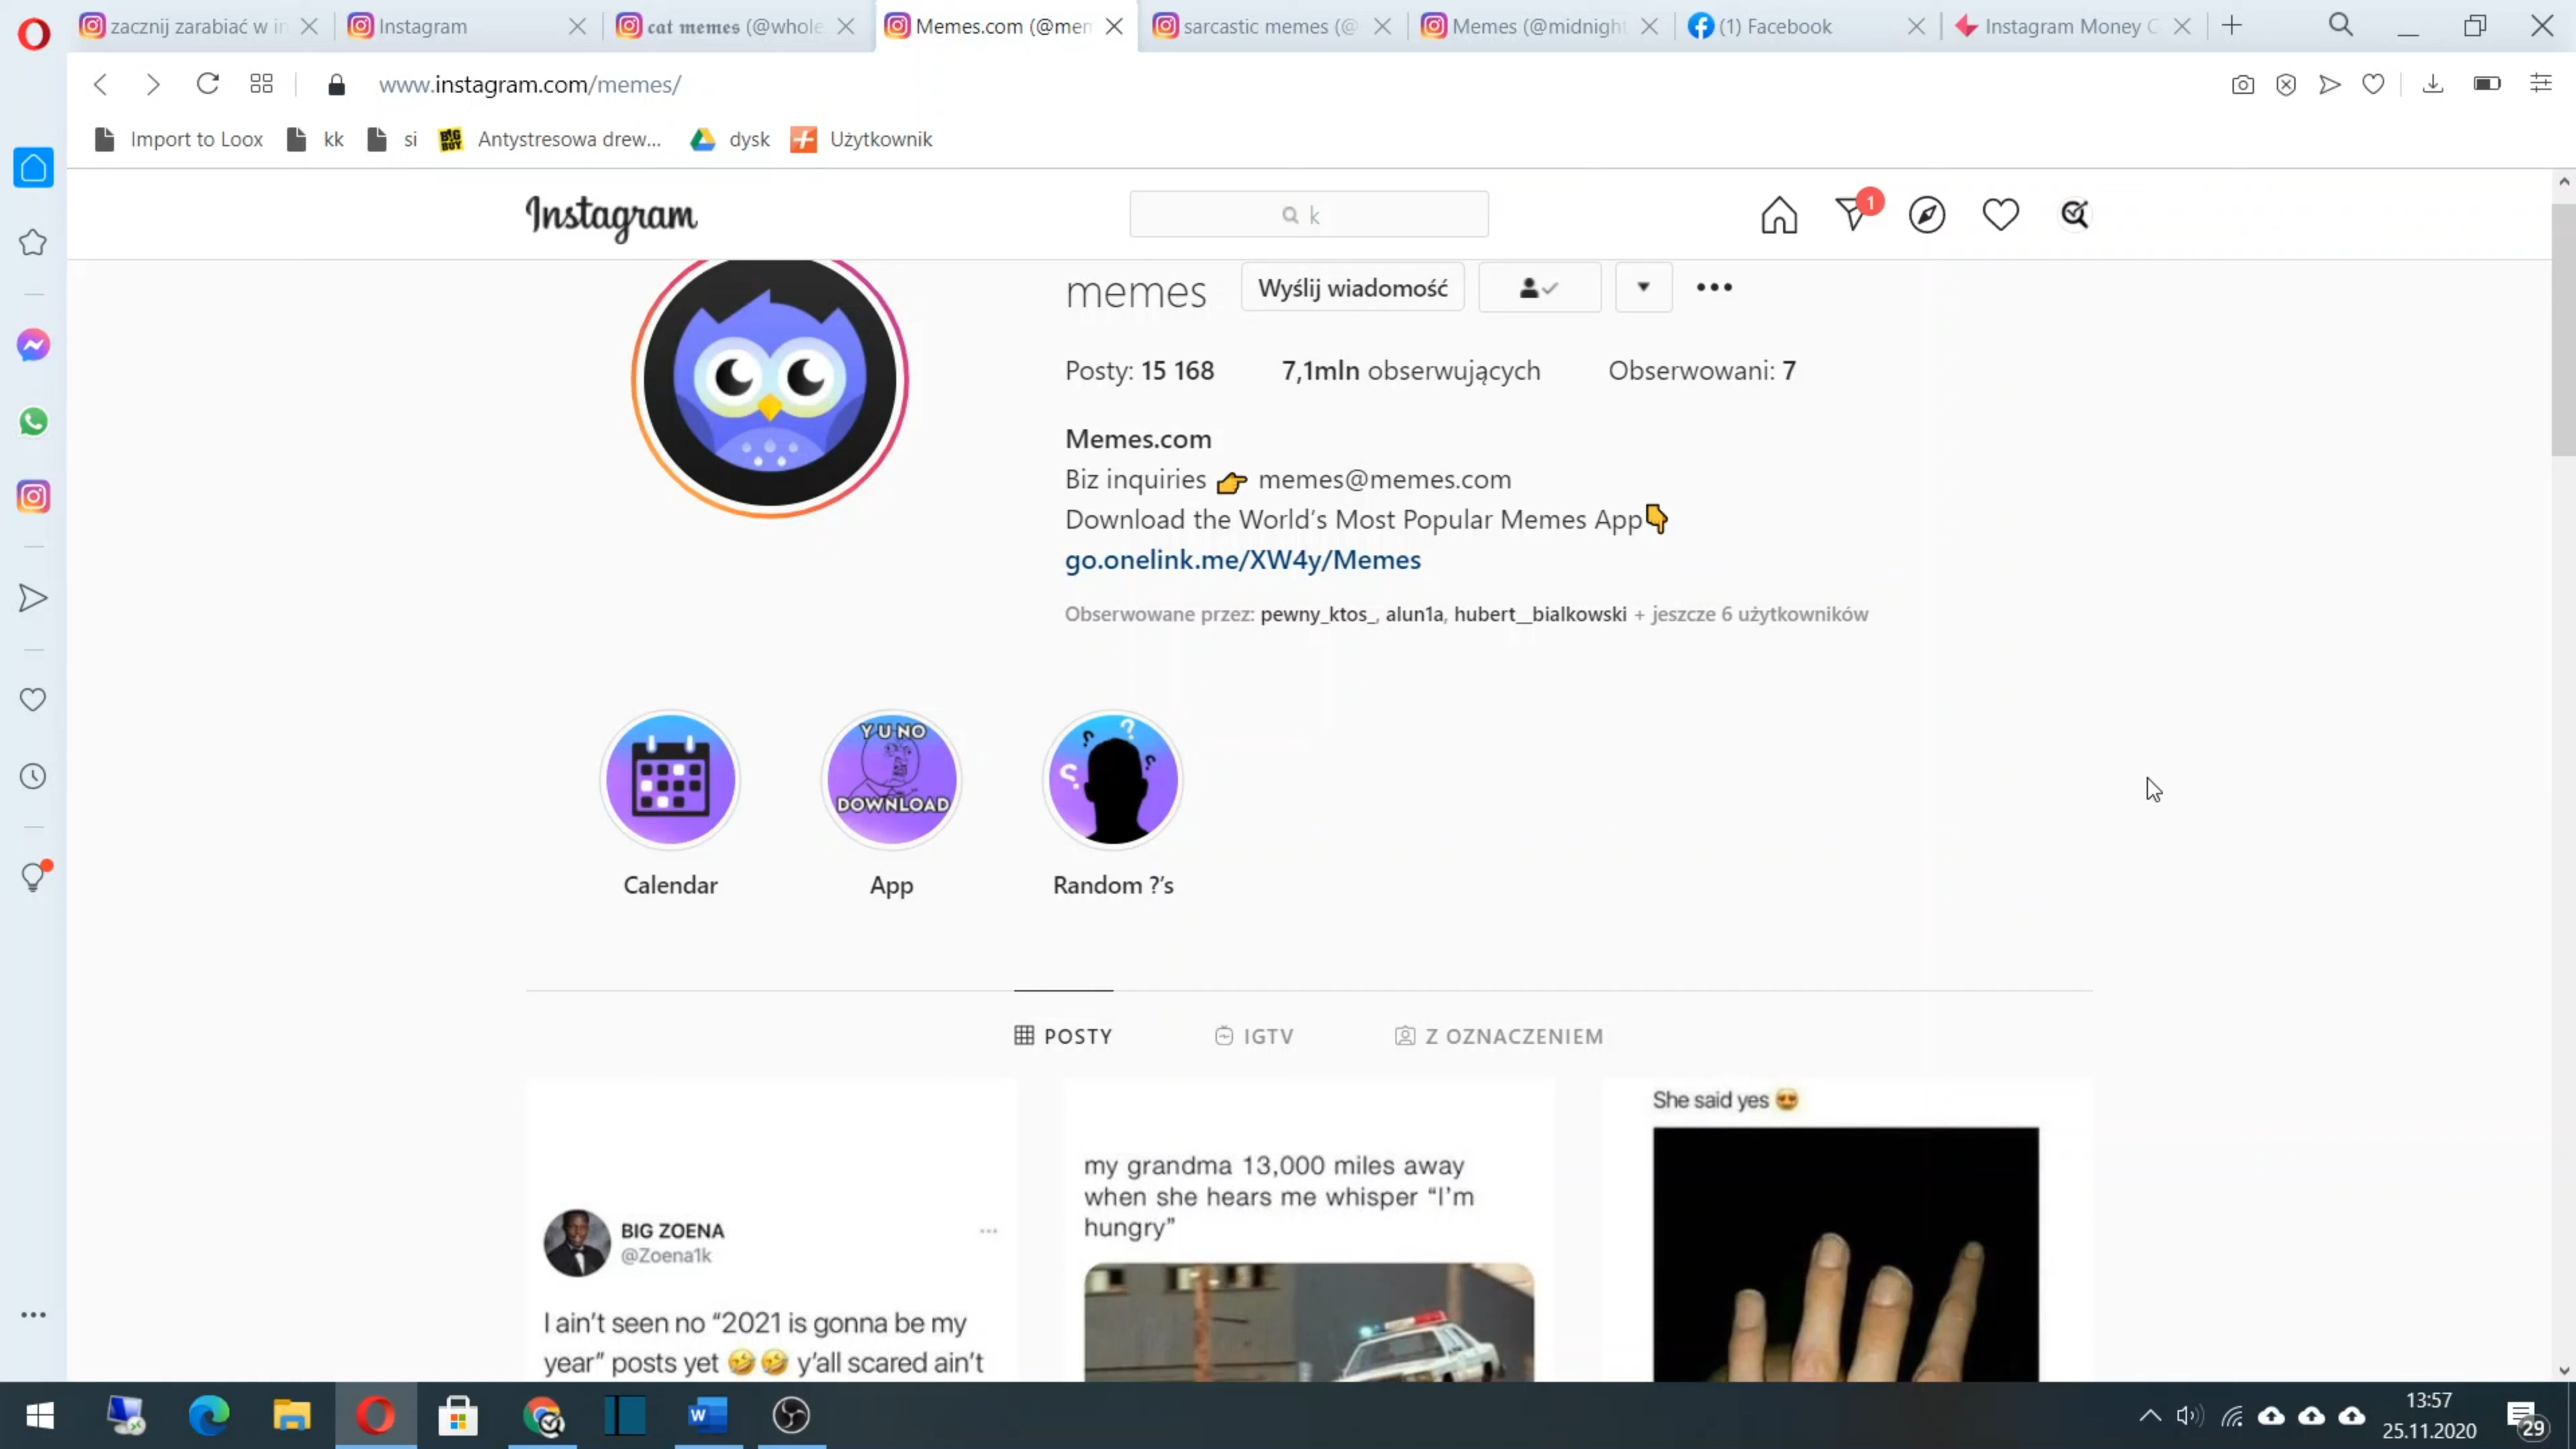 zacznij zarabiać w in
Instagram
cat memes (@whole
Memes.com (@mem
sarcastic memes (@
Memes (@midnight
(1) Facebook
Instagram Money C
www.instagram.com/memes/
Import to Loox
kk
si
BIG BUY
Antystresowa drew...
dysk
Użytkownik
Instagram
k
1
memes
Wyślij wiadomość
Posty: 15 168
7,1mln obserwujących
Obserwowani: 7
Memes.com
Biz inquiries 👉 memes@memes.com
Download the World's Most Popular Memes App👇
go.onelink.me/XW4y/Memes
Obserwowane przez: pewny_ktos_, alun1a, hubert__bialkowski + jeszcze 6 użytkowników
Y U NO
DOWNLOAD
Calendar
App
Random ?'s
POSTY
IGTV
Z OZNACZENIEM
BIG ZOENA
@Zoena1k
I ain't seen no "2021 is gonna be my
year" posts yet 🤣🤣 y'all scared ain't
my grandma 13,000 miles away
when she hears me whisper "I'm
hungry"
She said yes 😍
13:57
25.11.2020
29